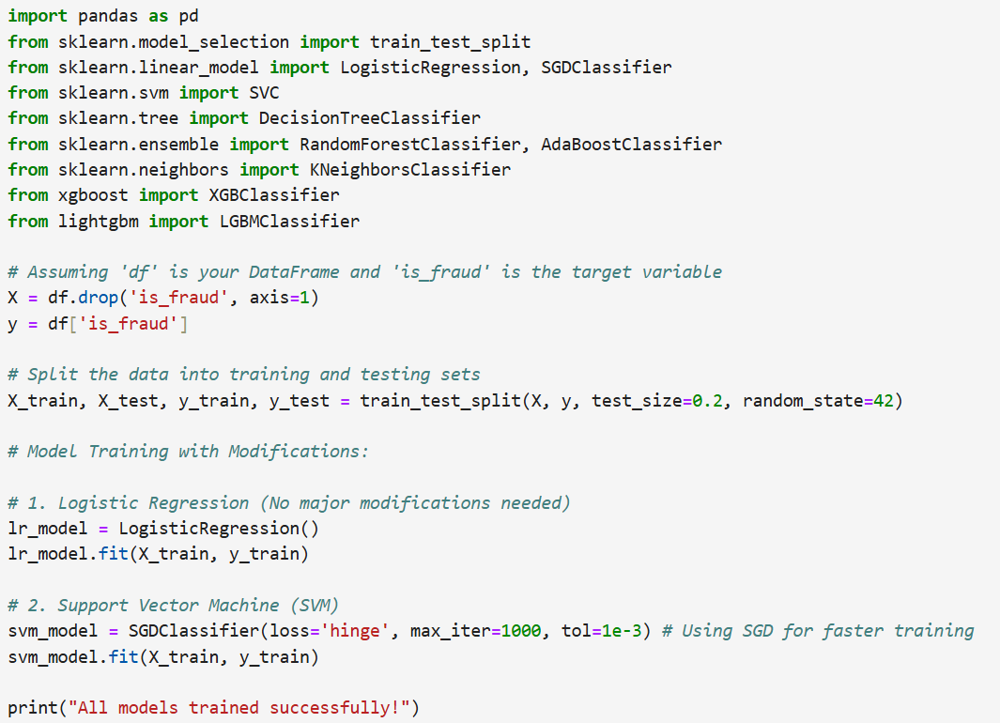 import pandas as pd
from sklearn.model_selection import train_test_split
from sklearn.linear_model import LogisticRegression, SGDClassifier
from sklearn.svm import SVC
from sklearn.tree import DecisionTreeClassifier
from sklearn.ensemble import RandomForestClassifier, AdaBoostClassifier
from sklearn.neighbors import KNeighborsClassifier
from xgboost import XGBClassifier
from lightgbm import LGBMClassifier

# Assuming 'df' is your DataFrame and 'is_fraud' is the target variable
X = df.drop('is_fraud', axis=1)
y = df['is_fraud']

# Split the data into training and testing sets
X_train, X_test, y_train, y_test = train_test_split(X, y, test_size=0.2, random_state=42)

# Model Training with Modifications:

# 1. Logistic Regression (No major modifications needed)
lr_model = LogisticRegression()
lr_model.fit(X_train, y_train)

# 2. Support Vector Machine (SVM)
svm_model = SGDClassifier(loss='hinge', max_iter=1000, tol=1e-3) # Using SGD for faster training
svm_model.fit(X_train, y_train)

print("All models trained successfully!")